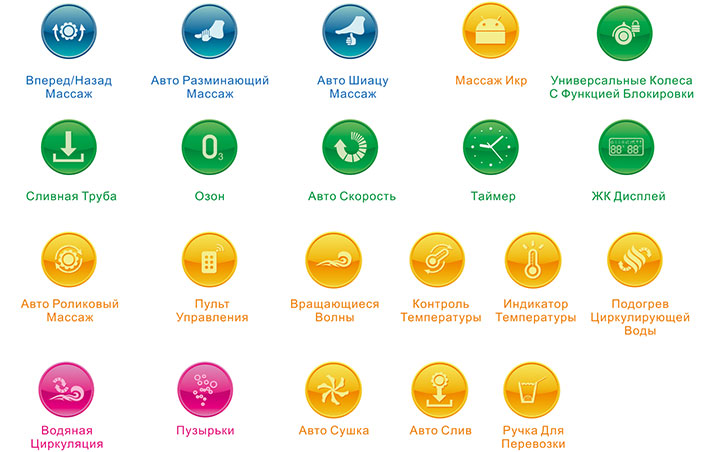 Вперед/Назад
Массаж
Авто Разминающий
Массаж
Авто Шиацу
Массаж
Массаж Икр
Универсальные Колеса
С Функцией Блокировки
O3
88 88
Сливная Труба
Озон
Авто Скорость
Таймер
ЖК Дисплей
Авто Роликовый
Массаж
Пульт
Управления
Вращающиеся
Волны
Контроль
Температуры
Индикатор
Температуры
Подогрев
Циркулирующей
Воды
Водяная
Циркуляция
Пузырьки
Авто Сушка
Авто Слив
Ручка Для
Перевозки